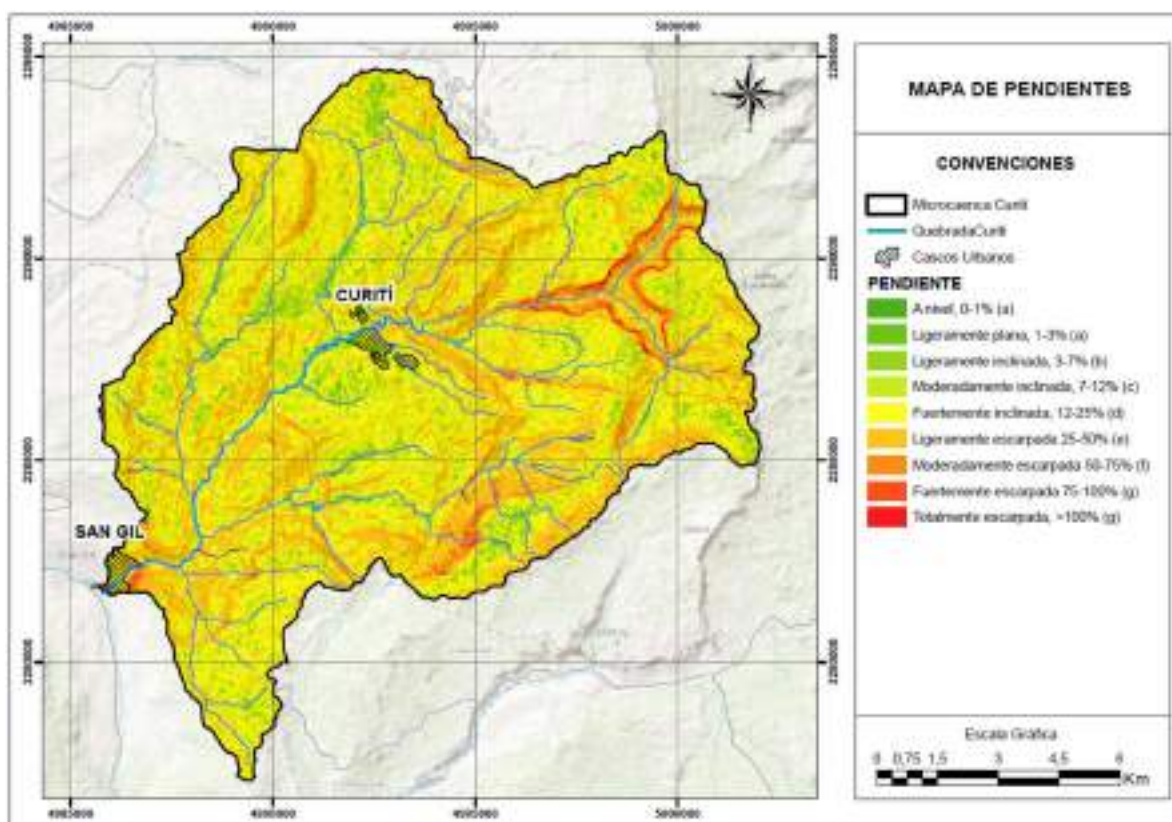 MAPA DE PENDIENTES
CONVENCIONES
Microcuenca Curití
QuebradaCurití
Cascos Urbanos
PENDIENTE
A nivel, 0-1% (a)
Ligeramente plana, 1-3% (a)
Ligeramente inclinada, 3-7% (b)
Moderadamente inclinada, 7-12% (c)
Fuertemente inclinada, 12-25% (d)
Ligeramente escarpada 25-50% (e)
Moderadamente escarpada 50-75% (f)
Fuertemente escarpada 75-100% (g)
Totalmente escarpada, >100% (g)
Escala Gráfica
0 0,75 1,5 3 4,5 6
Km
CURITÍ
SAN GIL